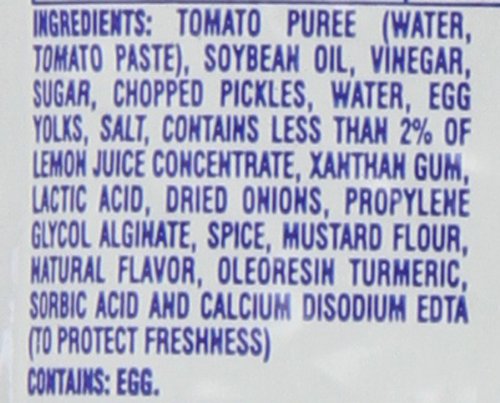 INGREDIENTS: TOMATO PUREE (WATER,
TOMATO PASTE), SOYBEAN OIL, VINEGAR,
SUGAR, CHOPPED PICKLES, WATER, EGG
YOLKS, SALT, CONTAINS LESS THAN 2% OF
LEMON JUICE CONCENTRATE, XANTHAN GUM,
LACTIC ACID, DRIED ONIONS, PROPYLENE
GLYCOL ALGINATE, SPICE, MUSTARD FLOUR,
NATURAL FLAVOR, OLEORESIN TURMERIC,
SORBIC ACID AND CALCIUM DISODIUM EDTA
(TO PROTECT FRESHNESS)
CONTAINS: EGG.